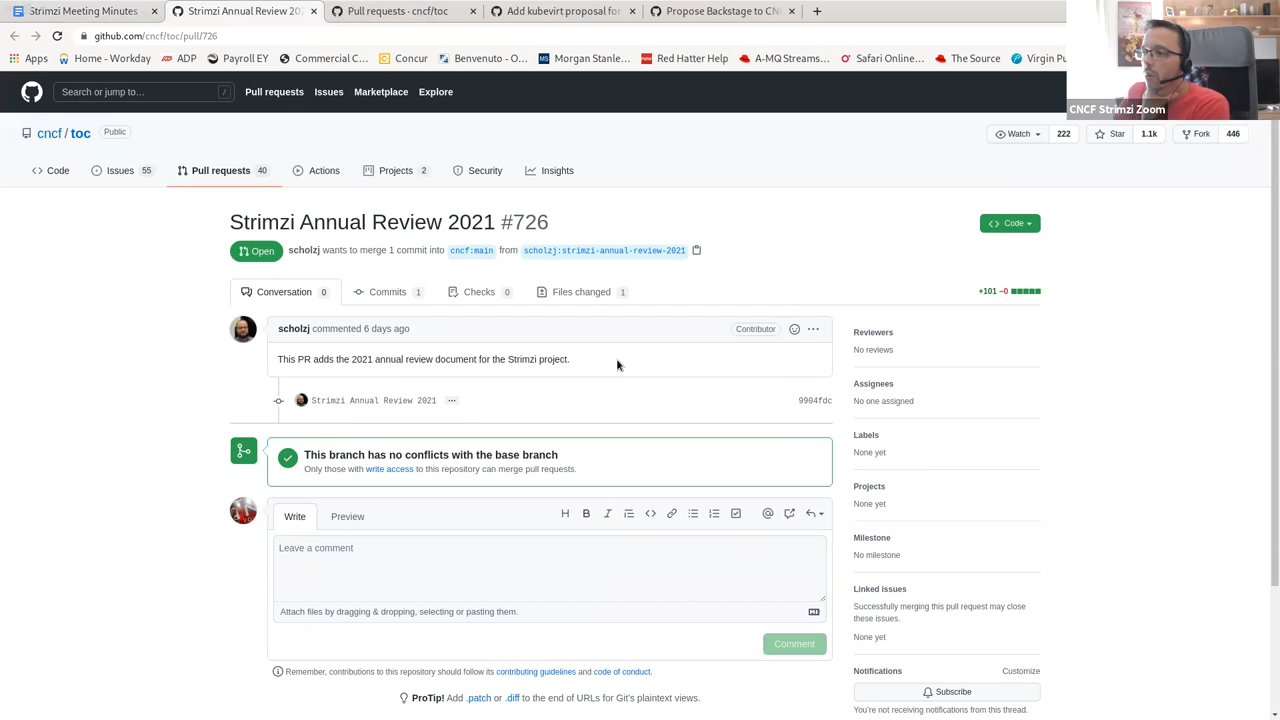 Strimzi Meeting Minutes
Strimzi Annual Review 202
Pull requests · cncf/toc
Add kubevirt proposal for
Propose Backstage to CN
github.com/cncf/toc/pull/726
Apps
Home - Workday
ADP
Payroll EY
Commercial C...
Concur
Benvenuto - O...
Morgan Stanle...
Red Hatter Help
A-MQ Streams...
Safari Online...
The Source
Virgin Pu
CNCF Strimzi Zoom
Search or jump to...
/
Pull requests
Issues
Marketplace
Explore
cncf / toc
Public
Watch
222
Star
1.1k
Fork
446
Code
Issues 55
Pull requests 40
Actions
Projects 2
Security
Insights
Strimzi Annual Review 2021 #726
Code
Open
scholzj wants to merge 1 commit into cncf:main from scholzj:strimzi-annual-review-2021
Conversation 0
Commits 1
Checks 0
Files changed 1
+101 −0
scholzj commented 6 days ago
Contributor
This PR adds the 2021 annual review document for the Strimzi project.
Strimzi Annual Review 2021
9904fdc
This branch has no conflicts with the base branch
Only those with write access to this repository can merge pull requests.
Write
Preview
Leave a comment
Attach files by dragging & dropping, selecting or pasting them.
Comment
Remember, contributions to this repository should follow its contributing guidelines and code of conduct.
ProTip! Add .patch or .diff to the end of URLs for Git's plaintext views.
Reviewers
No reviews
Assignees
No one assigned
Labels
None yet
Projects
None yet
Milestone
No milestone
Linked issues
Successfully merging this pull request may close
these issues.
None yet
Notifications
Customize
Subscribe
You're not receiving notifications from this thread.